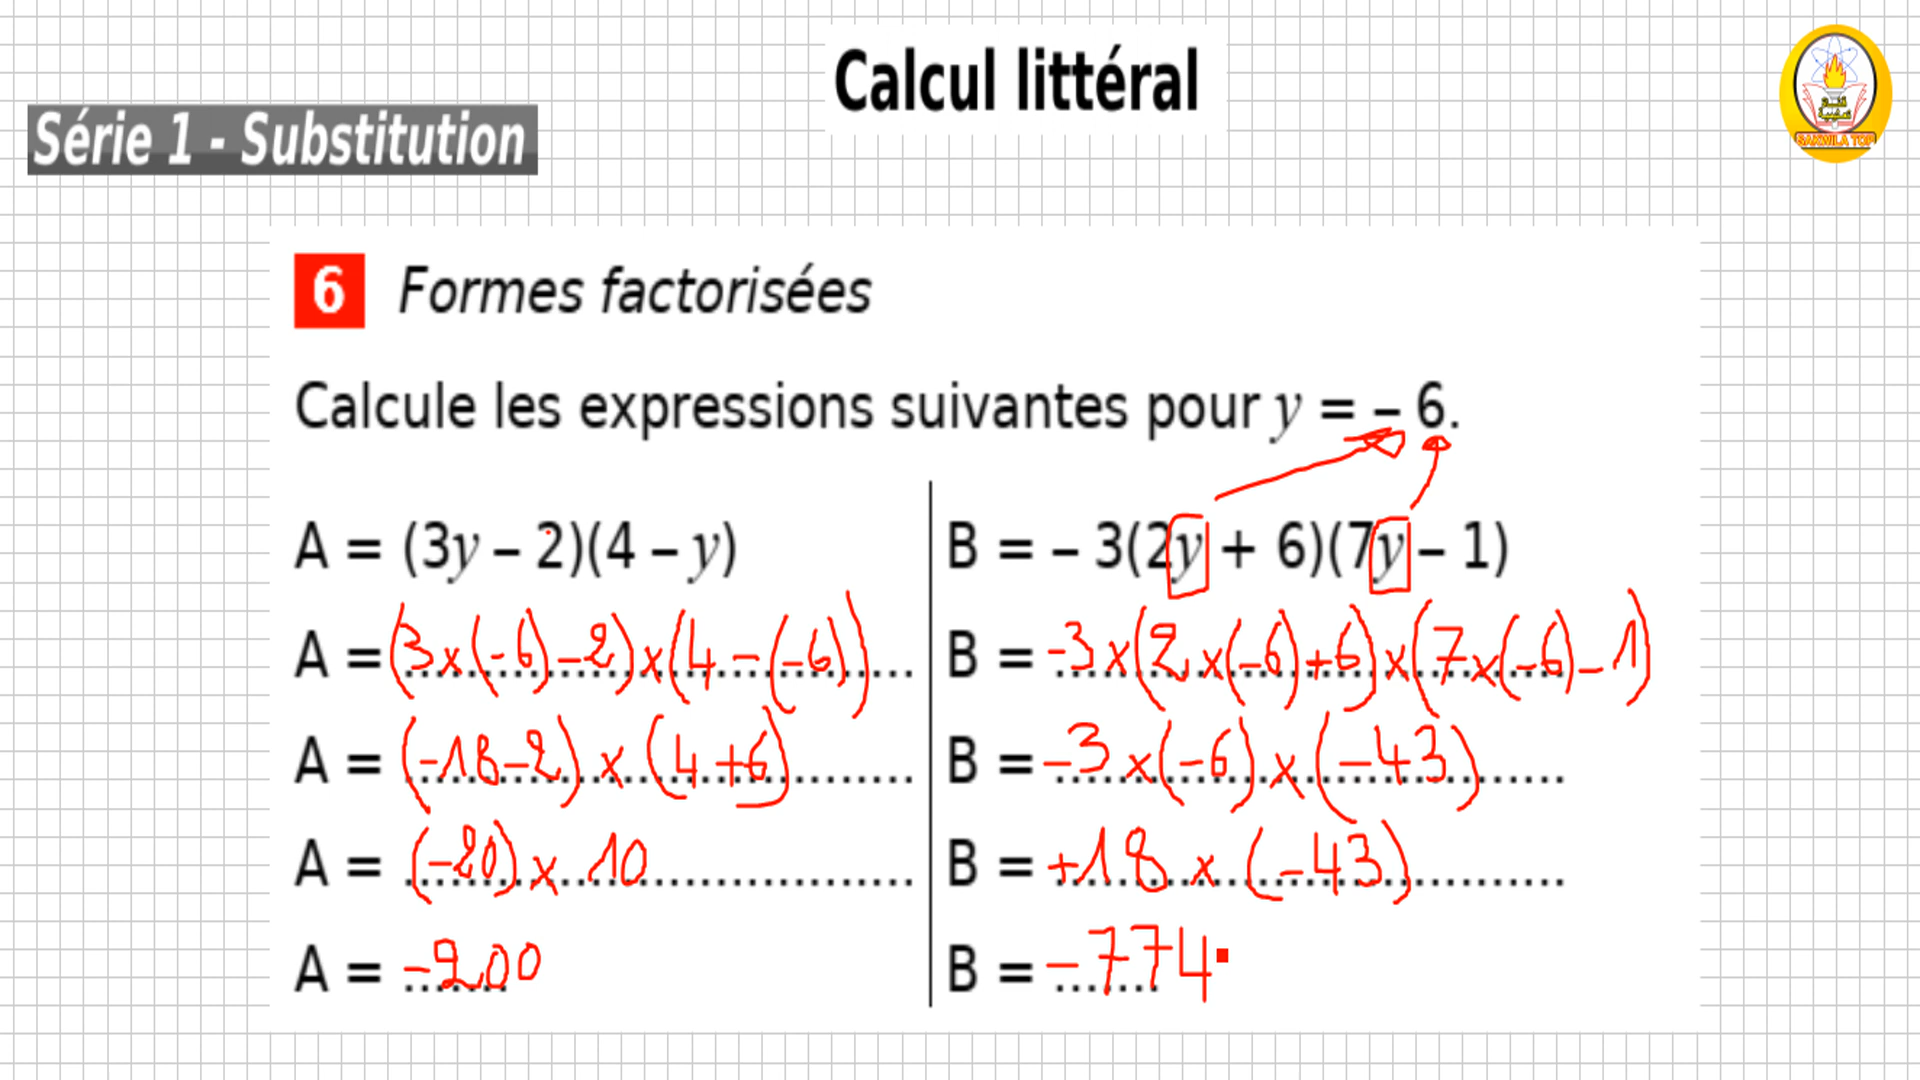 Calcul littéral
Série 1 - Substitution
SAKWILA TOP
6 Formes factorisées
Calcule les expressions suivantes pour y = – 6.
A = (3y – 2)(4 – y)
A = (3×(-6)-2)×(4-(-6))
A = (-18-2)×(4+6)
A = (-20)×10
A = -200
B = – 3(2y + 6)(7y – 1)
B = -3×(2×(-6)+6)×(7×(-6)-1)
B = -3×(-6)×(-43)
B = +18×(-43)
B = -774